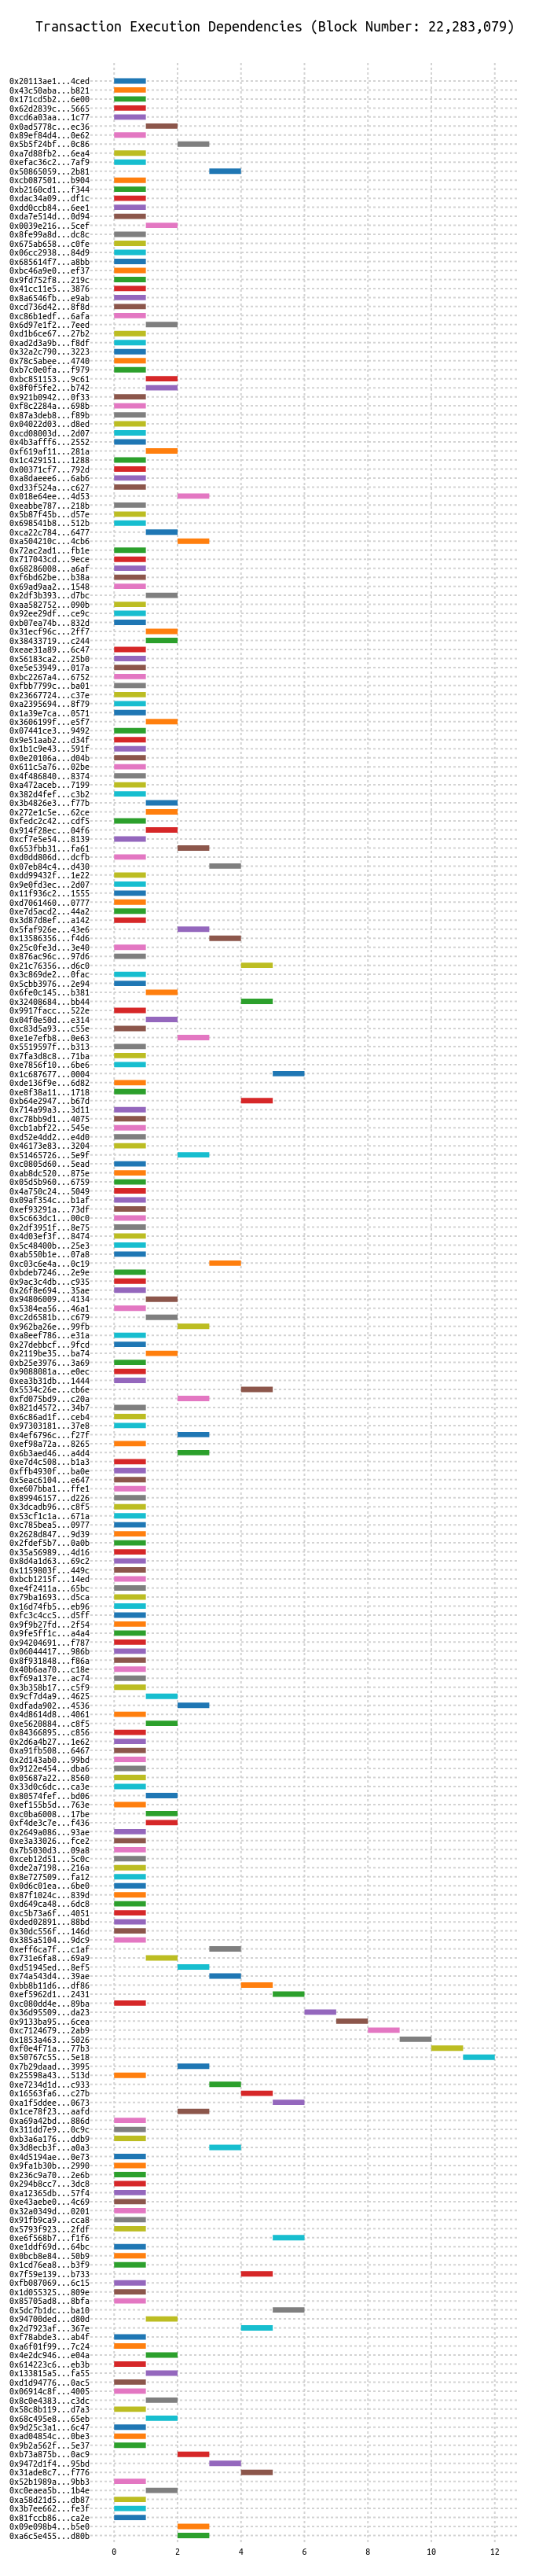 Transaction Execution Dependencies (Block Number: 22,283,079)
0x20113ae1...4ced
0x43c50aba...b821
0x171cd5b2...6e00
0x62d2839c...5665
0xcd6a03aa...1c77
0x0ad5778c...ec36
0x89ef84d4...0e62
0x5b5f24bf...0c86
0xa7d88fb2...6ea4
0xefac36c2...7af9
0x50865059...2b81
0xcb087501...b904
0xb2160cd1...f344
0xdac34a09...df1c
0xdd0ccb84...6ee1
0xda7e514d...0d94
0x0039e216...5cef
0x8fe99a8d...dc8c
0x675ab658...c0fe
0x06cc2938...84d9
0x685614f7...a8bb
0xbc46a9e0...ef37
0x9fd752f8...219c
0x41cc11e5...3876
0x8a6546fb...e9ab
0xcd736d42...8f8d
0xc86b1edf...6afa
0x6d97e1f2...7eed
0xd1b6ce67...27b2
0xad2d3a9b...f8df
0x32a2c790...3223
0x78c5abee...4740
0xb7c0e0fa...f979
0xbc851153...9c61
0x8f0f5fe2...b742
0x921b0942...0f33
0xf8c2284a...698b
0x87a3deb8...f89b
0x04022d03...d8ed
0xcd08003d...2d07
0x4b3afff6...2552
0xf619af11...281a
0x1c429151...1288
0x00371cf7...792d
0xa8daeee6...6ab6
0xd33f524a...c627
0x018e64ee...4d53
0xeabbe787...218b
0x5b87f45b...d57e
0x698541b8...512b
0xca22c784...6477
0xa504210c...4cb6
0x72ac2ad1...fb1e
0x717043cd...9ece
0x68286008...a6af
0xf6bd62be...b38a
0x69ad9aa2...1548
0x2df3b393...d7bc
0xaa582752...090b
0x92ee29df...ce9c
0xb07ea74b...832d
0x31ecf96c...2ff7
0x38433719...c244
0xeae31a89...6c47
0x56183ca2...25b0
0xe5e53949...017a
0xbc2267a4...6752
0xfbb7799c...ba01
0x23667724...c37e
0xa2395694...8f79
0x1a39e7ca...0571
0x3606199f...e5f7
0x07441ce3...9492
0x9e51aab2...d34f
0x1b1c9e43...591f
0x0e20106a...d04b
0x611c5a76...02be
0x4f486840...8374
0xa472aceb...7199
0x382d4fef...c3b2
0x3b4826e3...f77b
0x272e1c5e...62ce
0xfedc2c42...cdf5
0x914f28ec...04f6
0xcf7e5e54...8139
0x653fbb31...fa61
0xd0dd806d...dcfb
0x07eb84c4...d430
0xdd99432f...1e22
0x9e0fd3ec...2d07
0x11f936c2...1555
0xd7061460...0777
0xe7d5acd2...44a2
0x3d87d8ef...a142
0x5faf926e...43e6
0x13586356...f4d6
0x25c0fe3d...3e40
0x876ac96c...97d6
0x21c76356...d6c0
0x3c869de2...0fac
0x5cbb3976...2e94
0x6fe0c145...b381
0x32408684...bb44
0x9917facc...522e
0x04f0e50d...e314
0xc83d5a93...c55e
0xe1e7efb8...0e63
0x5519597f...b313
0x7fa3d8c8...71ba
0xe7856f10...6be6
0x1c687677...0004
0xde136f9e...6d82
0xe8f38a11...1718
0xb64e2947...b67d
0x714a99a3...3d11
0xc78bb9d1...4075
0xcb1abf22...545e
0xd52e4dd2...e4d0
0x46173e83...3204
0x51465726...5e9f
0xc0805d60...5ead
0xab8dc520...875e
0x05d5b960...6759
0x4a750c24...5049
0x09af354c...b1af
0xef93291a...73df
0x5c663dc1...00c0
0x2df3951f...8e75
0x4d03ef3f...8474
0x5c48400b...25e3
0xab550b1e...07a8
0xc03c6e4a...0c19
0xbdeb7246...2e9e
0x9ac3c4db...c935
0x26f8e694...35ae
0x94806009...4134
0x5384ea56...46a1
0xc2d6581b...c679
0x962ba26e...99fb
0xa8eef786...e31a
0x27debbcf...9fcd
0x2119be35...ba74
0xb25e3976...3a69
0x9088081a...e0ec
0xea3b31db...1444
0x5534c26e...cb6e
0xfd075bd9...c20a
0x821d4572...34b7
0x6c86ad1f...ceb4
0x97303181...37e8
0x4ef6796c...f27f
0xef98a72a...8265
0x6b3aed46...a4d4
0xe7d4c508...b1a3
0xffb4930f...ba0e
0x5eac6104...e647
0xe607bba1...ffe1
0x89946157...d226
0x3dcadb96...c8f5
0x53cf1c1a...671a
0xc785bea5...0977
0x2628d847...9d39
0x2fdef5b7...0a0b
0x35a56989...4d16
0x8d4a1d63...69c2
0x1159803f...449c
0xbcb1215f...14ed
0xe4f2411a...65bc
0x79ba1693...d5ca
0x16d74fb5...eb96
0xfc3c4cc5...d5ff
0x9f9b27fd...2f54
0x9fe5ff1c...a4a4
0x94204691...f787
0x06044417...986b
0x8f931848...f86a
0x40b6aa70...c18e
0xf69a137e...ac74
0x3b358b17...c5f9
0x9cf7d4a9...4625
0xdfada902...4536
0x4d8614d8...4061
0xe5620884...c8f5
0x84366895...c856
0x2d6a4b27...1e62
0xa91fb508...6467
0x2d143ab0...99bd
0x9122e454...dba6
0x05687a22...8560
0x33d0c6dc...ca3e
0x80574fef...bd06
0xef155b5d...763e
0xc0ba6008...17be
0xf4de3c7e...f436
0x2649a086...93ae
0xe3a33026...fce2
0x7b5030d3...09a8
0xceb12d51...5c0c
0xde2a7198...216a
0x8e727509...fa12
0x0d6c01ea...6be0
0x87f1024c...839d
0xd649ca48...6dc8
0xc5b73a6f...4051
0xded02891...88bd
0x30dc556f...146d
0x385a5104...9dc9
0xeff6ca7f...c1af
0x731e6fa8...69a9
0xd51945ed...8ef5
0x74a543d4...39ae
0xbb8b11d6...df86
0xef5962d1...2431
0xc080dd4e...89ba
0x36d95509...da23
0x9133ba95...6cea
0xc7124679...2ab9
0x1853a463...5026
0xf0e4f71a...77b3
0x50767c55...5e18
0x7b29daad...3995
0x25598a43...513d
0xe7234d1d...c933
0x16563fa6...c27b
0xa1f5ddee...0673
0x1ce78f23...aafd
0xa69a42bd...886d
0x311dd7e9...0c9c
0xb3a6a176...ddb9
0x3d8ecb3f...a0a3
0x4d5194ae...0e73
0x9fa1b30b...2990
0x236c9a70...2e6b
0x294b8cc7...3dc8
0xa12365db...57f4
0xe43aebe0...4c69
0x32a0349d...0201
0x91fb9ca9...cca8
0x5793f923...2fdf
0xe6f568b7...f1f6
0xe1ddf69d...64bc
0x0bcb8e84...50b9
0x1cd76ea8...b3f9
0x7f59e139...b733
0xfb087069...6c15
0x1d055325...809e
0x85705ad8...8bfa
0x5dc7b1dc...ba10
0x94700ded...d80d
0x2d7923af...367e
0xf78abde3...ab4f
0xa6f01f99...7c24
0x4e2dc946...e04a
0x614223c6...eb3b
0x133815a5...fa55
0xd1d94776...0ac5
0x06914c8f...4005
0x8c0e4383...c3dc
0x58c8b119...d7a3
0x68c495e8...65eb
0x9d25c3a1...6c47
0xad04854c...0be3
0x9b2a562f...5e37
0xb73a875b...0ac9
0x9472d1f4...95bd
0x31ade8c7...f776
0x52b1989a...9bb3
0xc0eaea5b...1b4e
0xa58d21d5...db87
0x3b7ee662...fe3f
0x81fccb86...ca2e
0x09e098b4...b5e0
0xa6c5e455...d80b
0 2 4 6 8 10 12